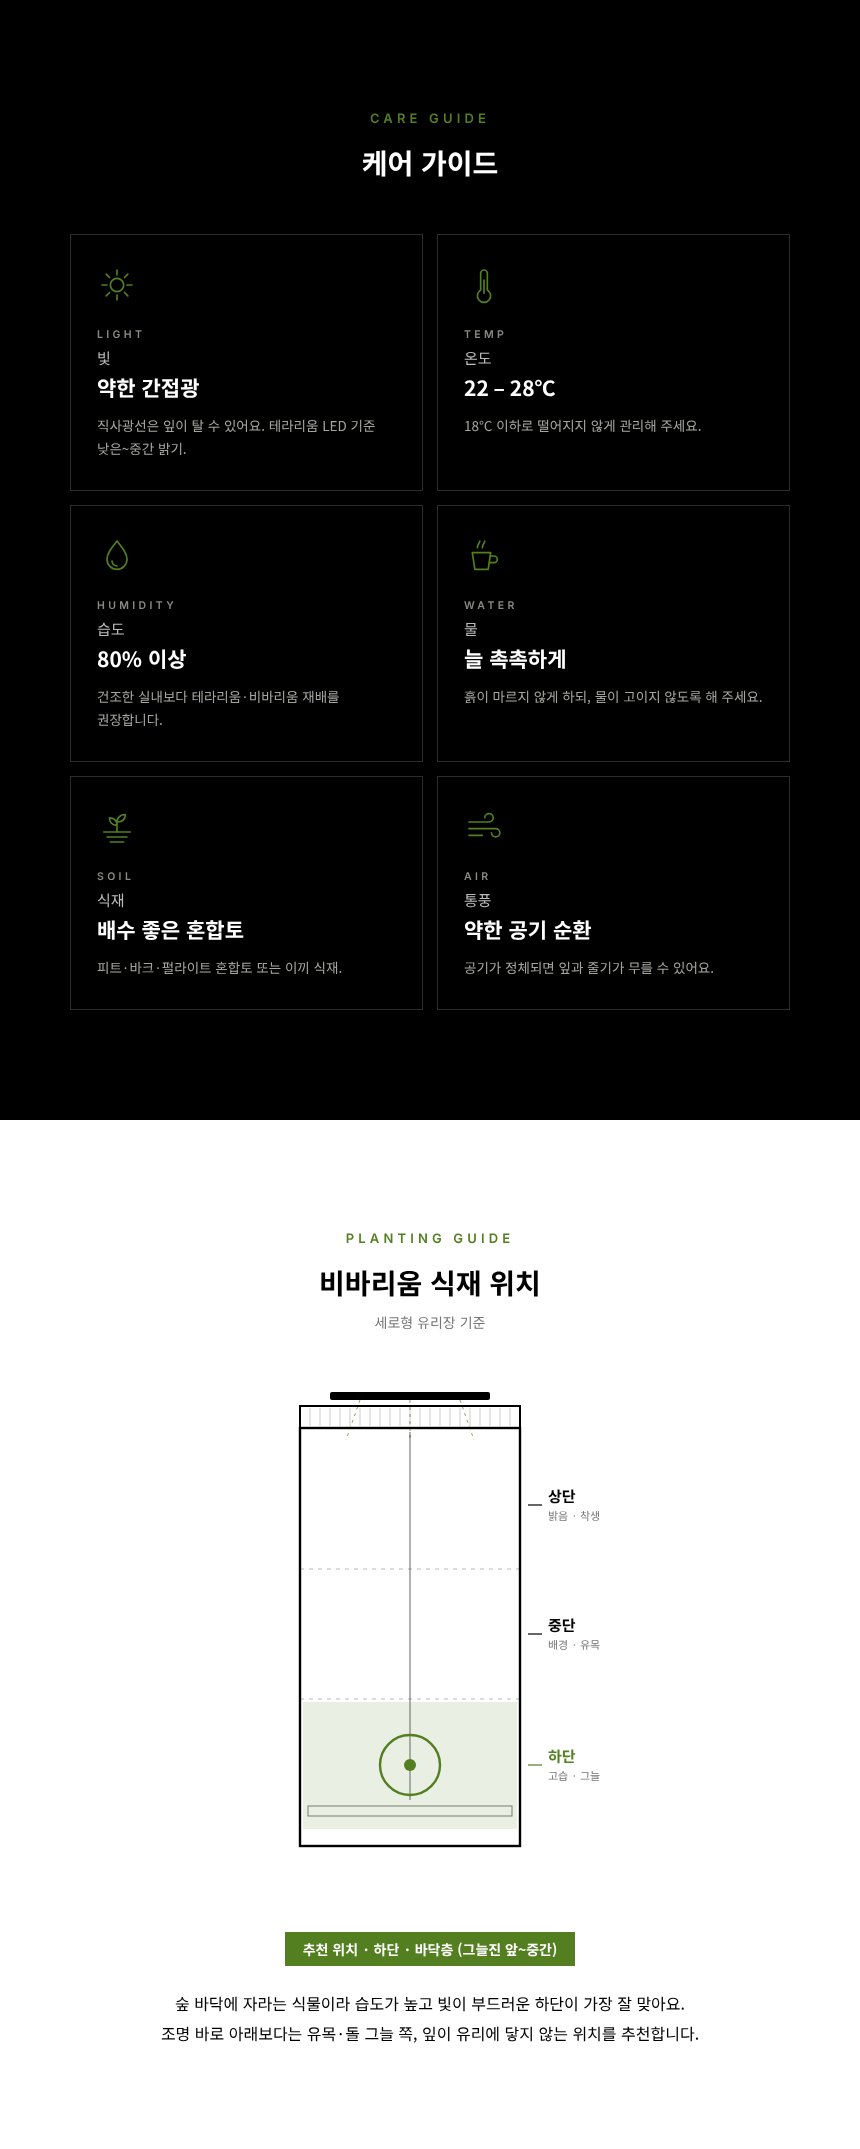 CARE GUIDE
케어 가이드
LIGHT
빛
약한 간접광
직사광선은 잎이 탈 수 있어요. 테라리움 LED 기준
낮은~중간 밝기.
TEMP
온도
22 – 28℃
18℃ 이하로 떨어지지 않게 관리해 주세요.
HUMIDITY
습도
80% 이상
건조한 실내보다 테라리움·비바리움 재배를
권장합니다.
WATER
물
늘 촉촉하게
흙이 마르지 않게 하되, 물이 고이지 않도록 해 주세요.
SOIL
식재
배수 좋은 혼합토
피트·바크·펄라이트 혼합토 또는 이끼 식재.
AIR
통풍
약한 공기 순환
공기가 정체되면 잎과 줄기가 무를 수 있어요.
PLANTING GUIDE
비바리움 식재 위치
세로형 유리장 기준
상단
밝음 · 착생
중단
배경 · 유목
하단
고습 · 그늘
추천 위치 · 하단 · 바닥층 (그늘진 앞~중간)
숲 바닥에 자라는 식물이라 습도가 높고 빛이 부드러운 하단이 가장 잘 맞아요.
조명 바로 아래보다는 유목·돌 그늘 쪽, 잎이 유리에 닿지 않는 위치를 추천합니다.